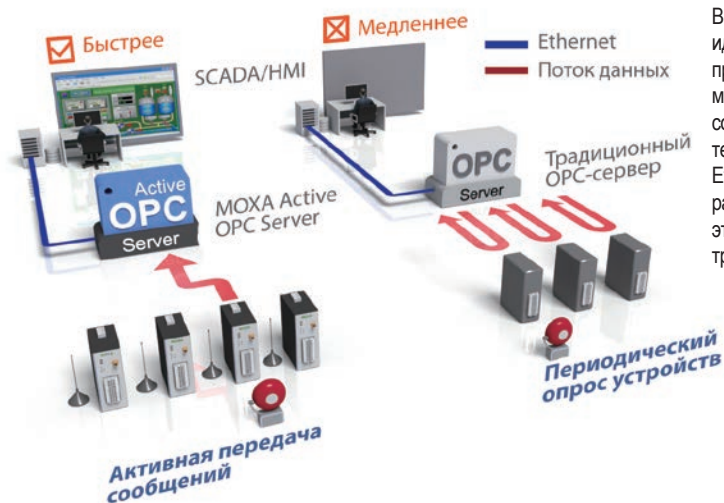 Быстрее
SCADA/HMI
Active
OPC
Server
MOXA Active
OPC Server
Активная передача
сообщений
Медленнее
Ethernet
Поток данных
OPC
Server
Традиционный
OPC-сервер
Периодический
опрос устройств